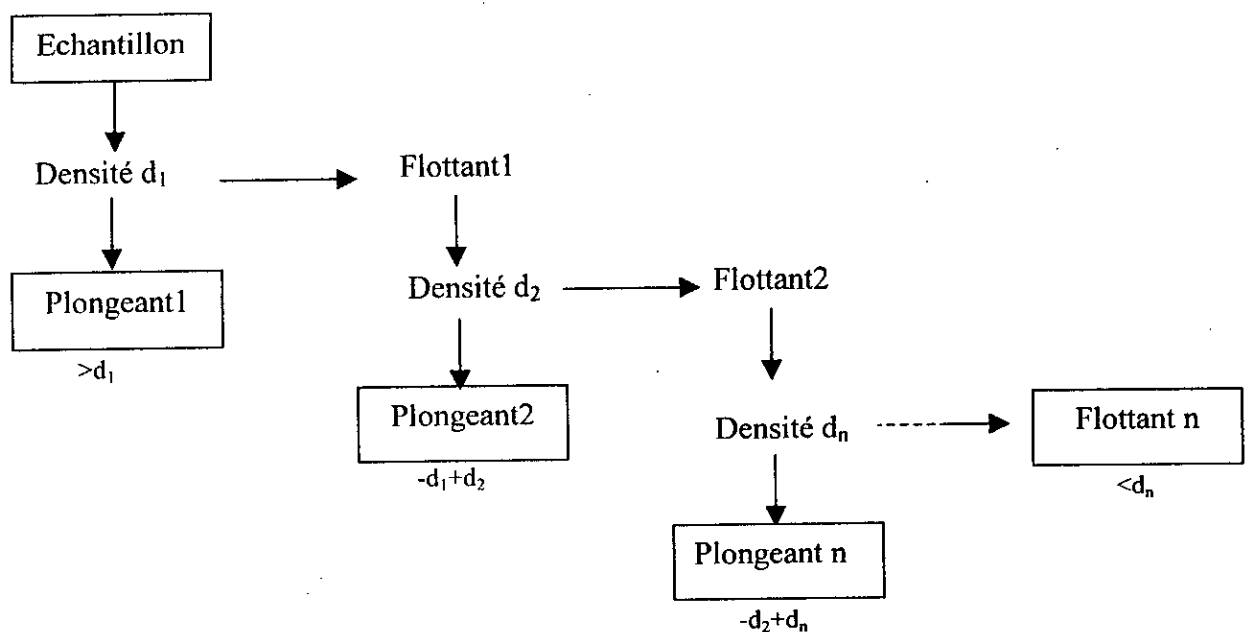 Echantillon
Densité d₁
Flottant1
Plongeant1
>d₁
Densité d₂
Flottant2
Plongeant2
-d₁+d₂
Densité dₙ
Flottant n
<dₙ
Plongeant n
-d₂+dₙ